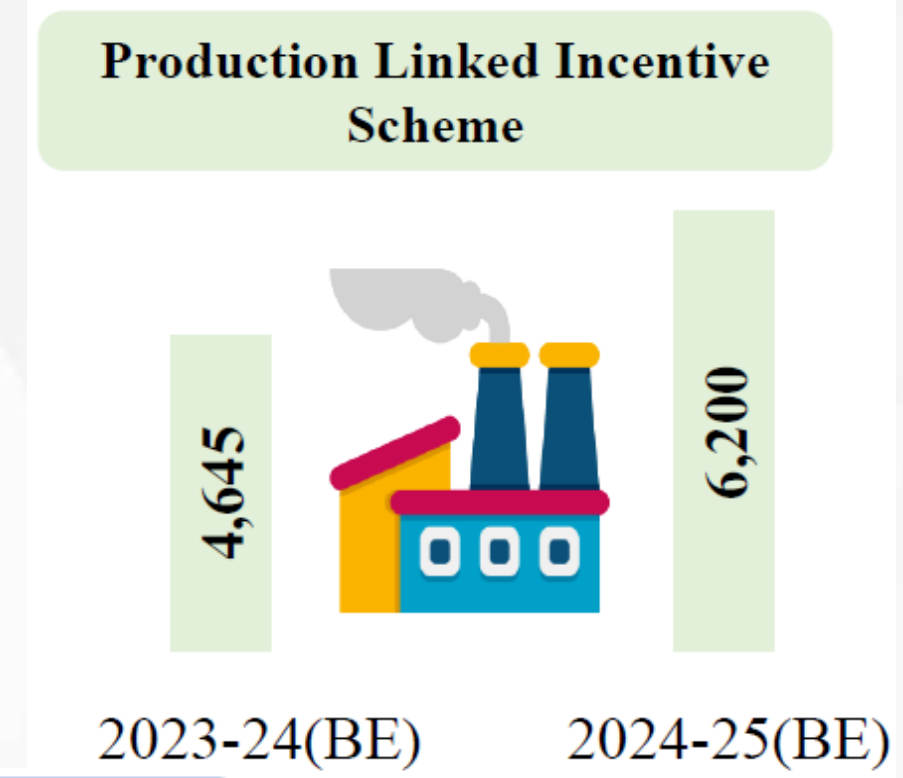 Production Linked Incentive
Scheme
4,645
6,200
2023-24(BE)
2024-25(BE)